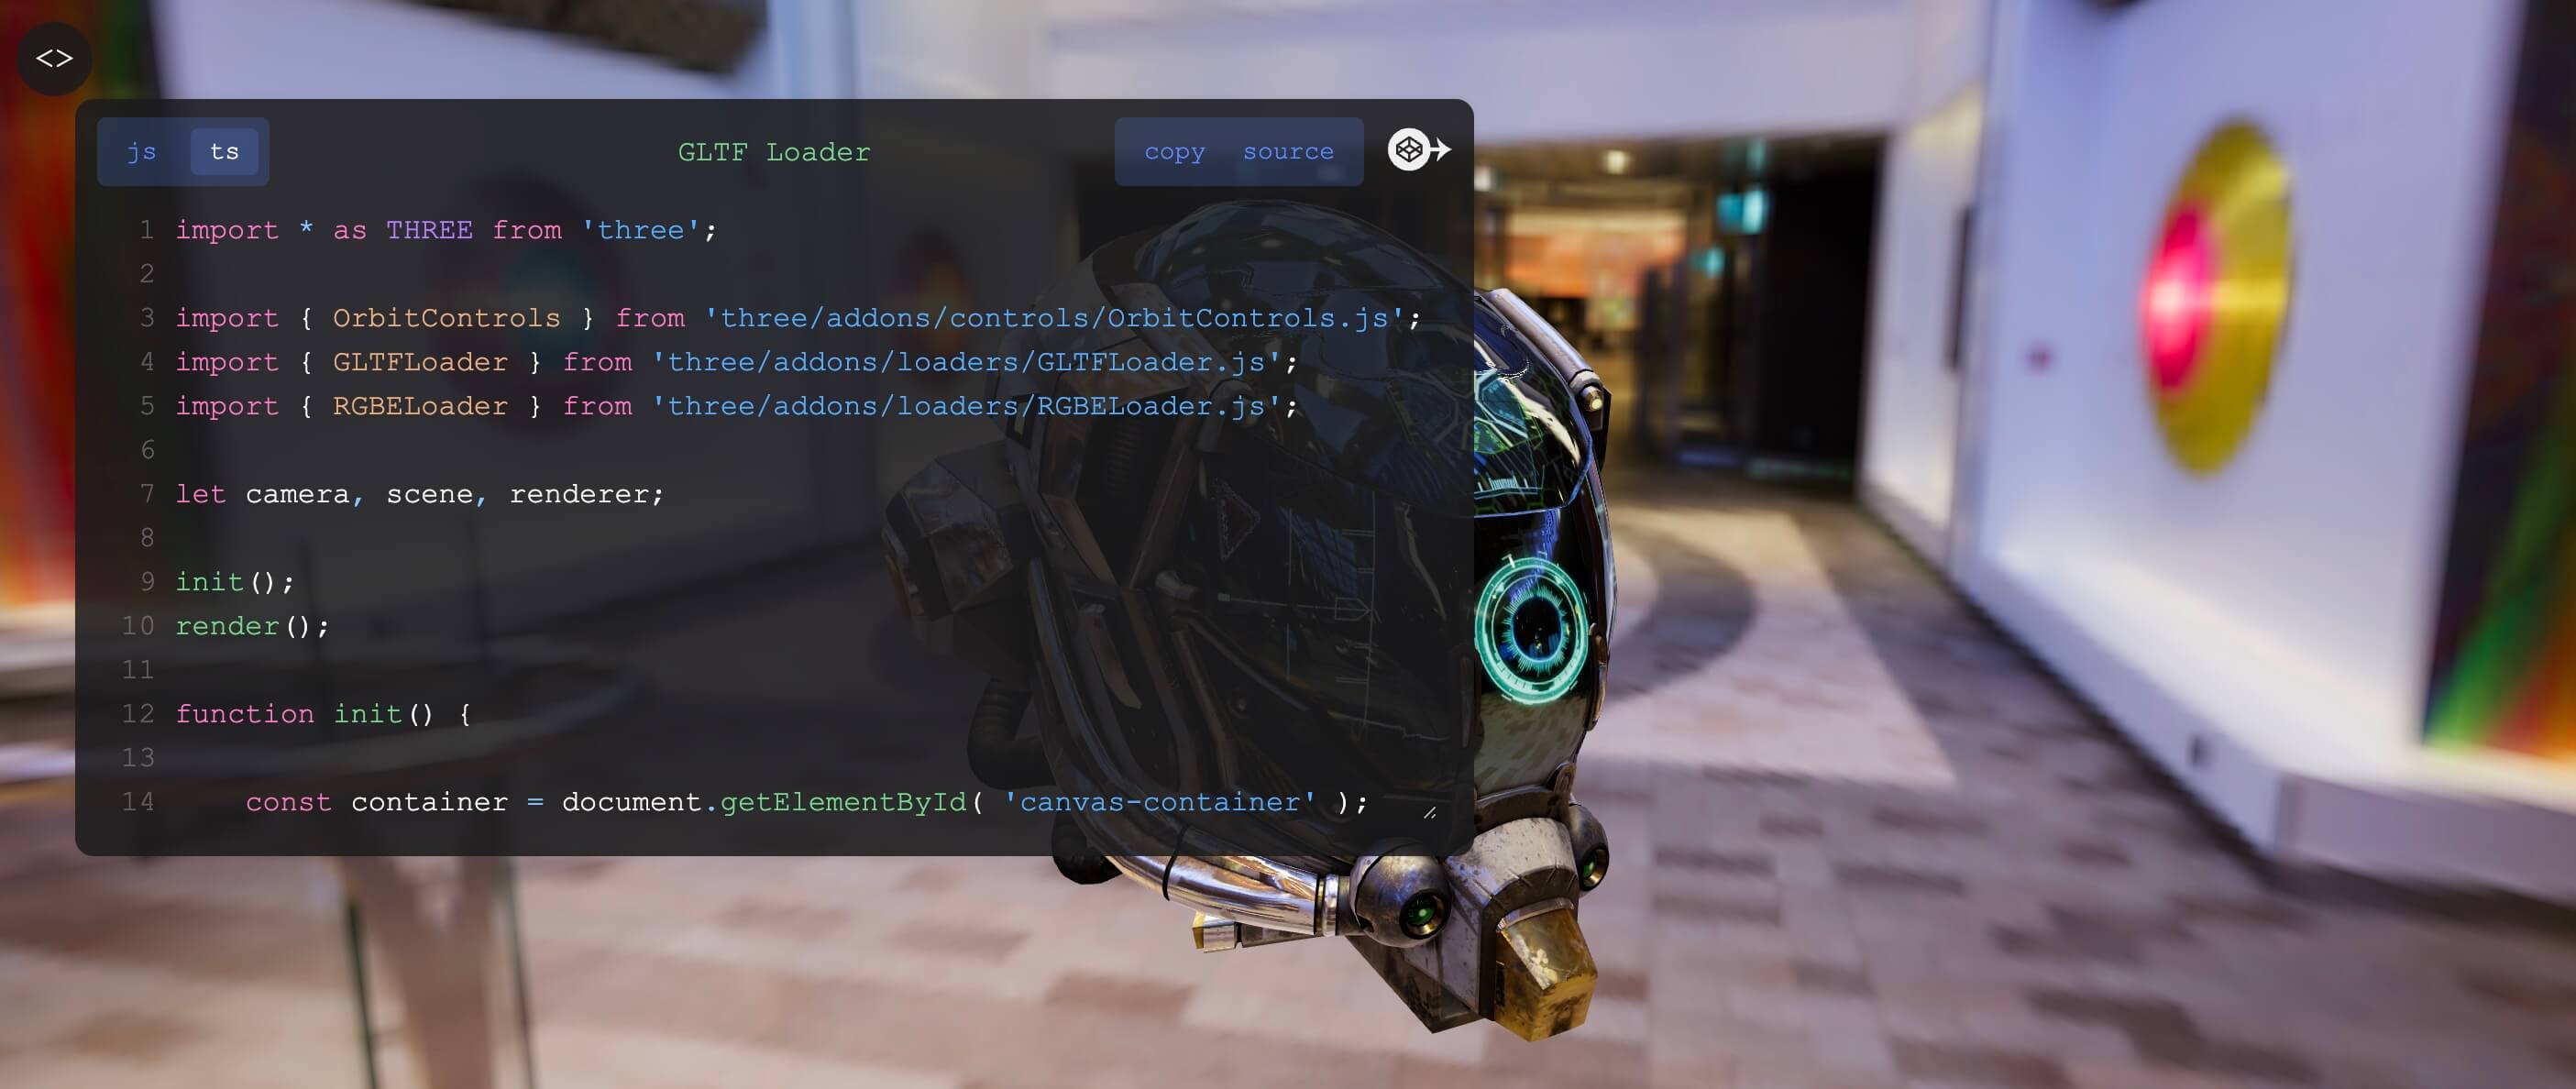 <>
js ts GLTF Loader copy source
1 import * as THREE from 'three';
2
3 import { OrbitControls } from 'three/addons/controls/OrbitControls.js';
4 import { GLTFLoader } from 'three/addons/loaders/GLTFLoader.js';
5 import { RGBELoader } from 'three/addons/loaders/RGBELoader.js';
6
7 let camera, scene, renderer;
8
9 init();
10 render();
11
12 function init() {
13
14     const container = document.getElementById( 'canvas-container' );